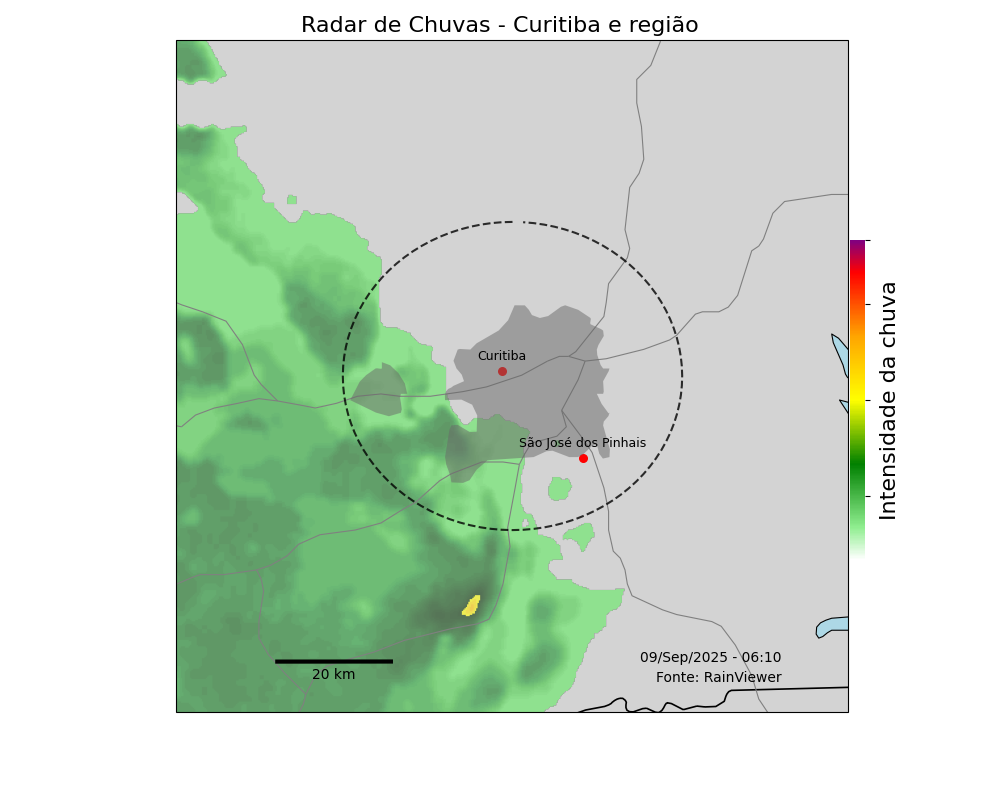 Radar de Chuvas - Curitiba e região
Curitiba
São José dos Pinhais
Intensidade da chuva
20 km
09/Sep/2025 - 06:10
Fonte: RainViewer